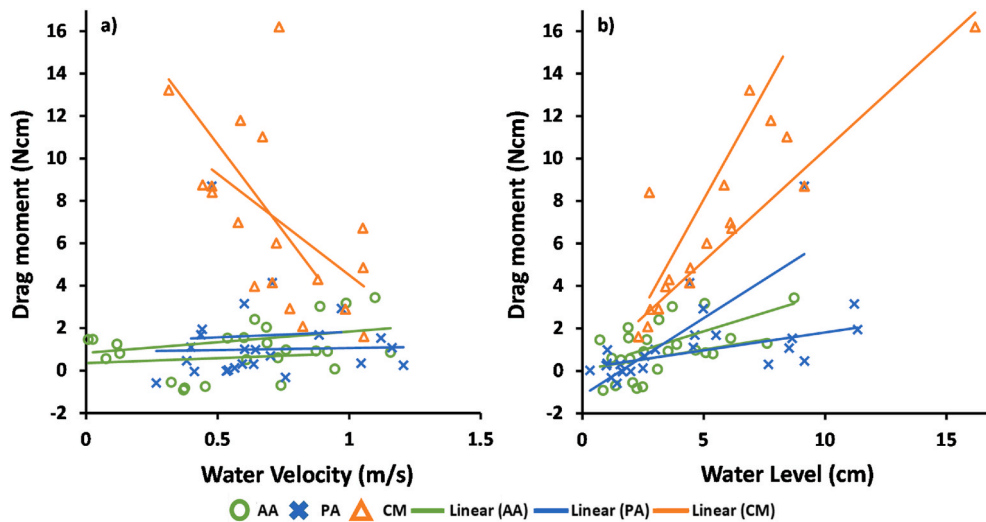 a)
Drag moment (Ncm)
16
14
12
10
8
6
4
2
0
-2
0 0.5 1 1.5
Water Velocity (m/s)
b)
Drag moment (Ncm)
16
14
12
10
8
6
4
2
0
-2
0 5 10 15
Water Level (cm)
AA PA CM Linear (AA) Linear (PA) Linear (CM)